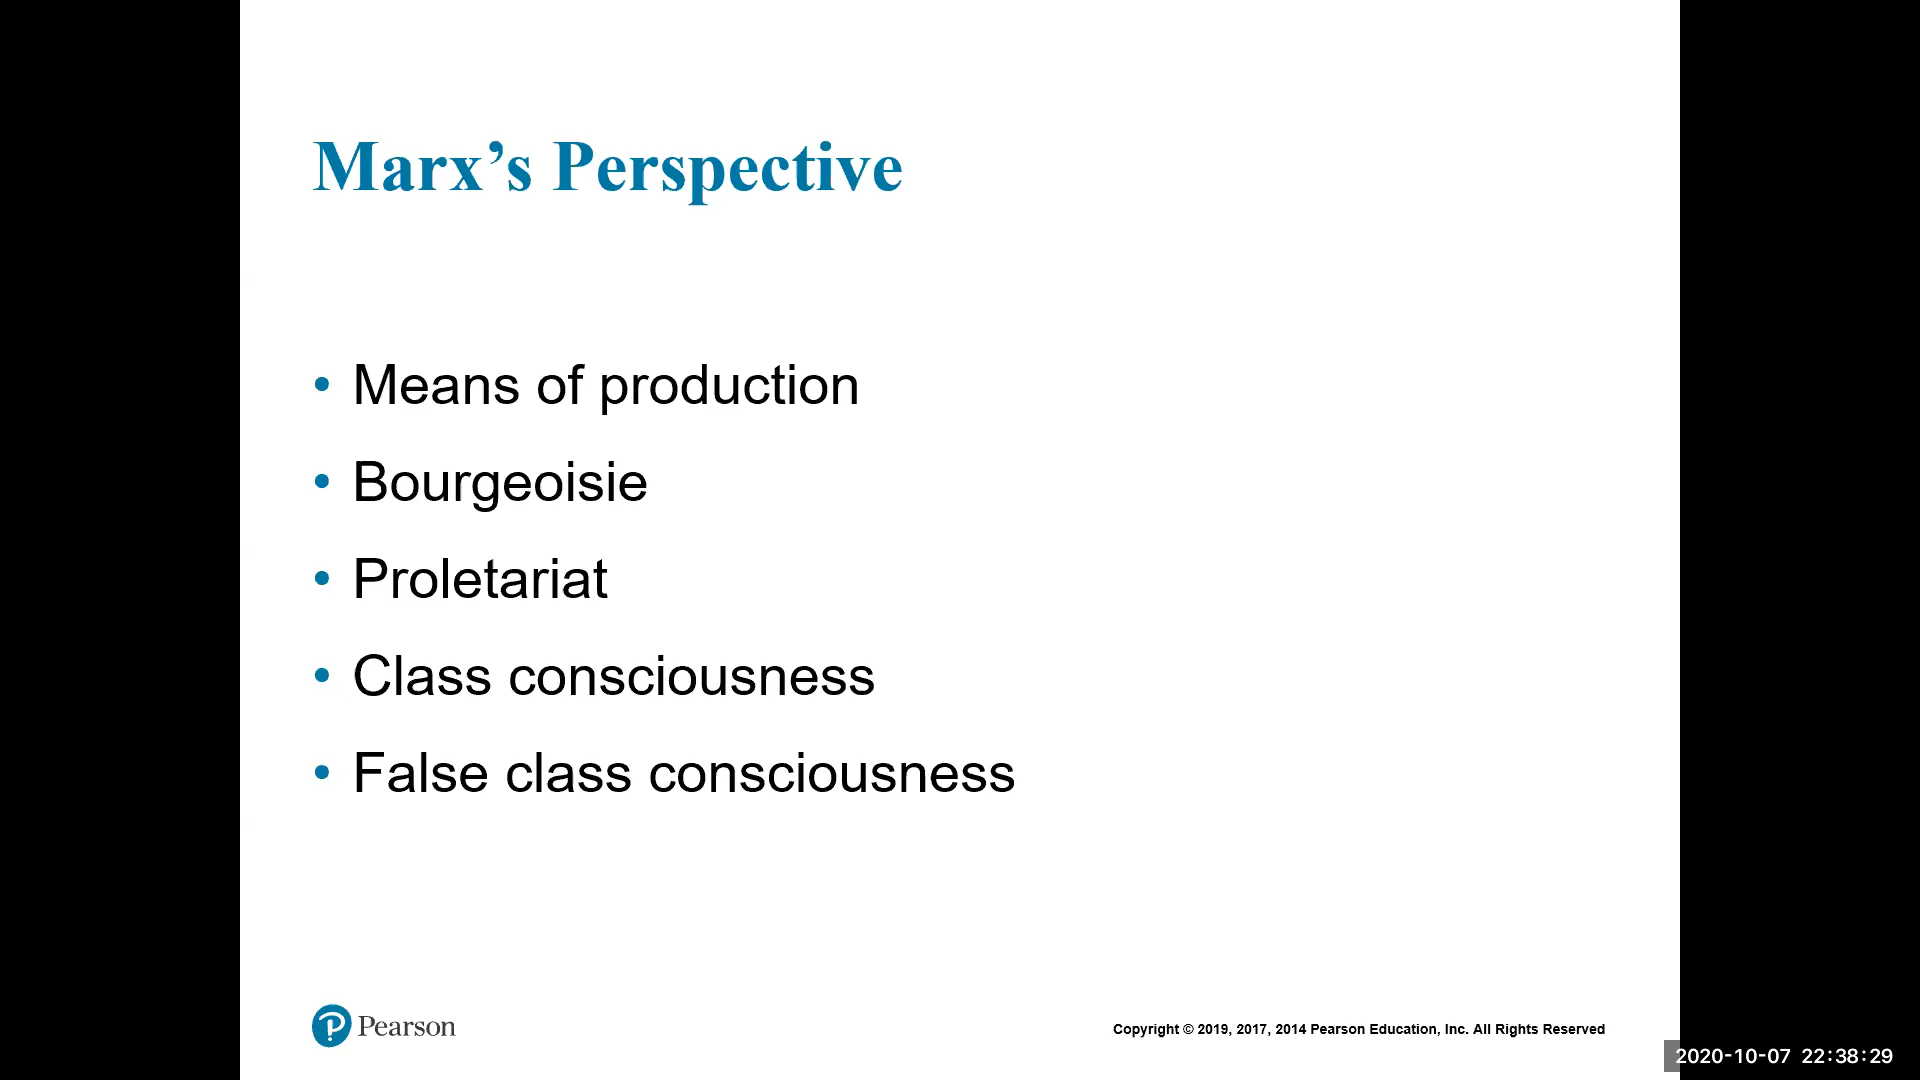 Marx’s Perspective
• Means of production
• Bourgeoisie
• Proletariat
• Class consciousness
• False class consciousness
Pearson
Copyright © 2019, 2017, 2014 Pearson Education, Inc. All Rights Reserved
2020-10-07 22:38:29